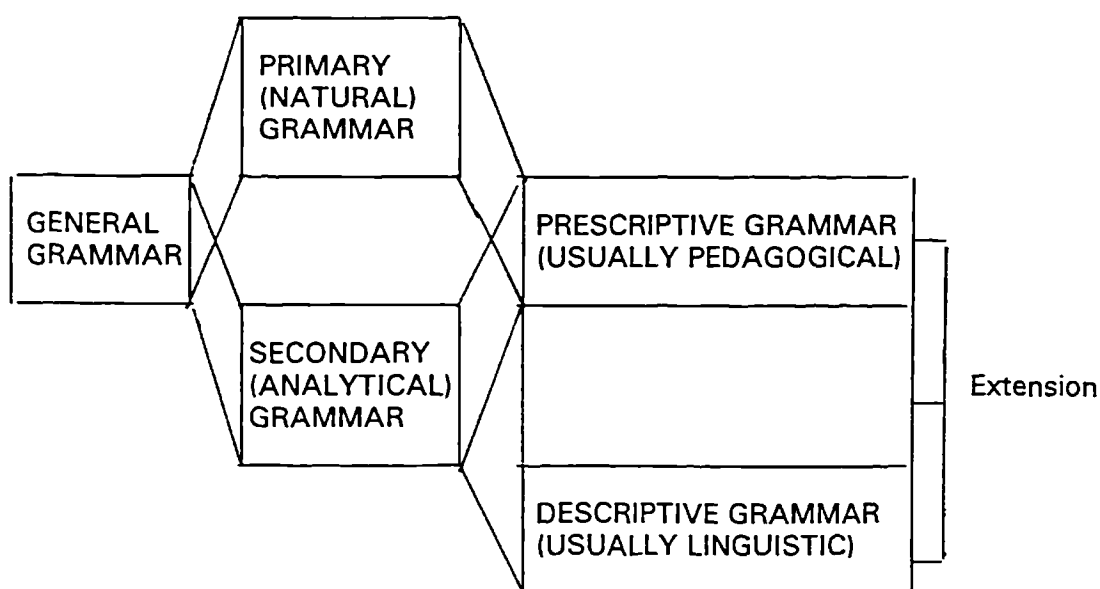 PRIMARY
(NATURAL)
GRAMMAR
GENERAL
GRAMMAR
PRESCRIPTIVE GRAMMAR
(USUALLY PEDAGOGICAL)
SECONDARY
(ANALYTICAL)
GRAMMAR
Extension
DESCRIPTIVE GRAMMAR
(USUALLY LINGUISTIC)